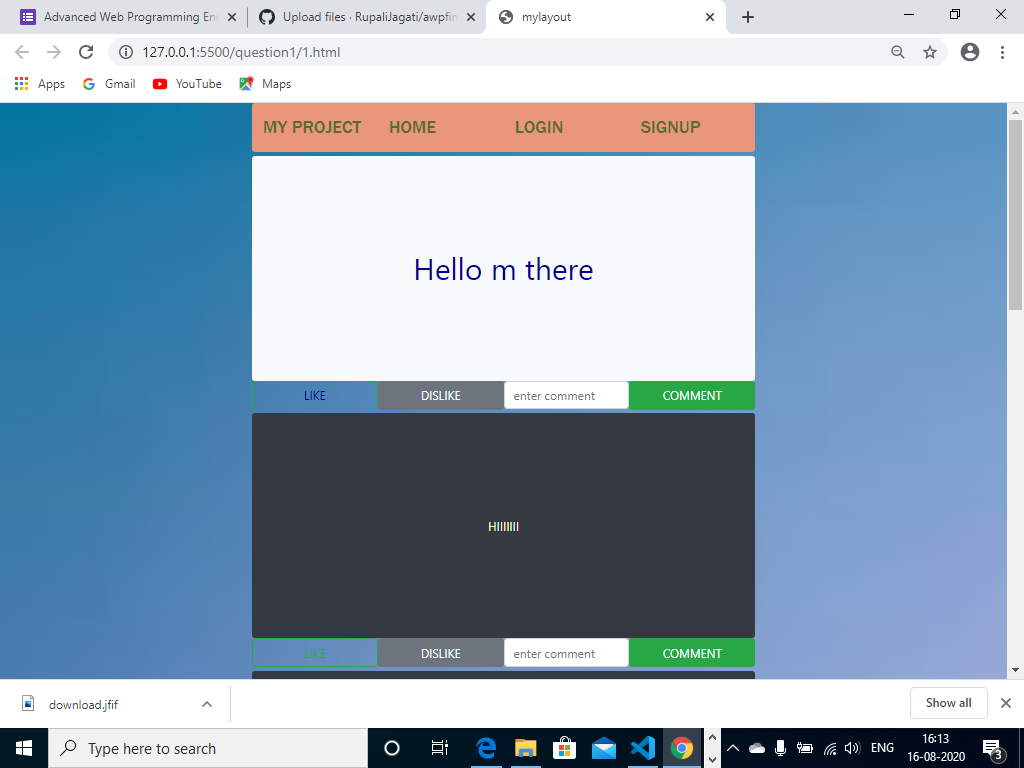 Advanced Web Programming En
Upload files · RupaliJagati/awpfin
mylayout
127.0.0.1:5500/question1/1.html
Apps Gmail YouTube Maps
MY PROJECT HOME LOGIN SIGNUP
Hello m there
LIKE DISLIKE enter comment COMMENT
HIIIIIII
LIKE DISLIKE enter comment COMMENT
download.jfif
Show all
Type here to search
ENG
16:13
16-08-2020
3